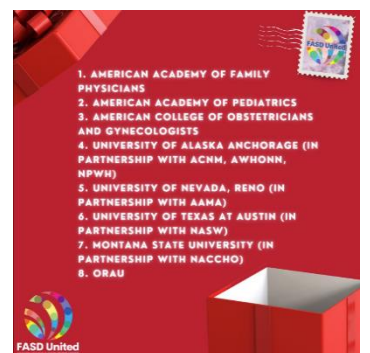 FASD United
1. AMERICAN ACADEMY OF FAMILY
PHYSICIANS
2. AMERICAN ACADEMY OF PEDIATRICS
3. AMERICAN COLLEGE OF OBSTETRICIANS
AND GYNECOLOGISTS
4. UNIVERSITY OF ALASKA ANCHORAGE (IN
PARTNERSHIP WITH ACNM, AWHONN,
NPWH)
5. UNIVERSITY OF NEVADA, RENO (IN
PARTNERSHIP WITH AAMA)
6. UNIVERSITY OF TEXAS AT AUSTIN (IN
PARTNERSHIP WITH NASW)
7. MONTANA STATE UNIVERSITY (IN
PARTNERSHIP WITH NACCHO)
8. ORAU
FASD United